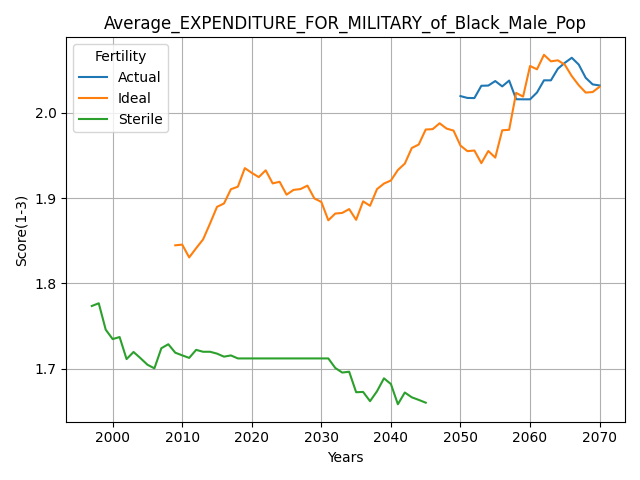 Average_EXPENDITURE_FOR_MILITARY_of_Black_Male_Pop
Fertility
Actual
Ideal
Sterile
Score(1-3)
2.0
1.9
1.8
1.7
2000 2010 2020 2030 2040 2050 2060 2070
Years